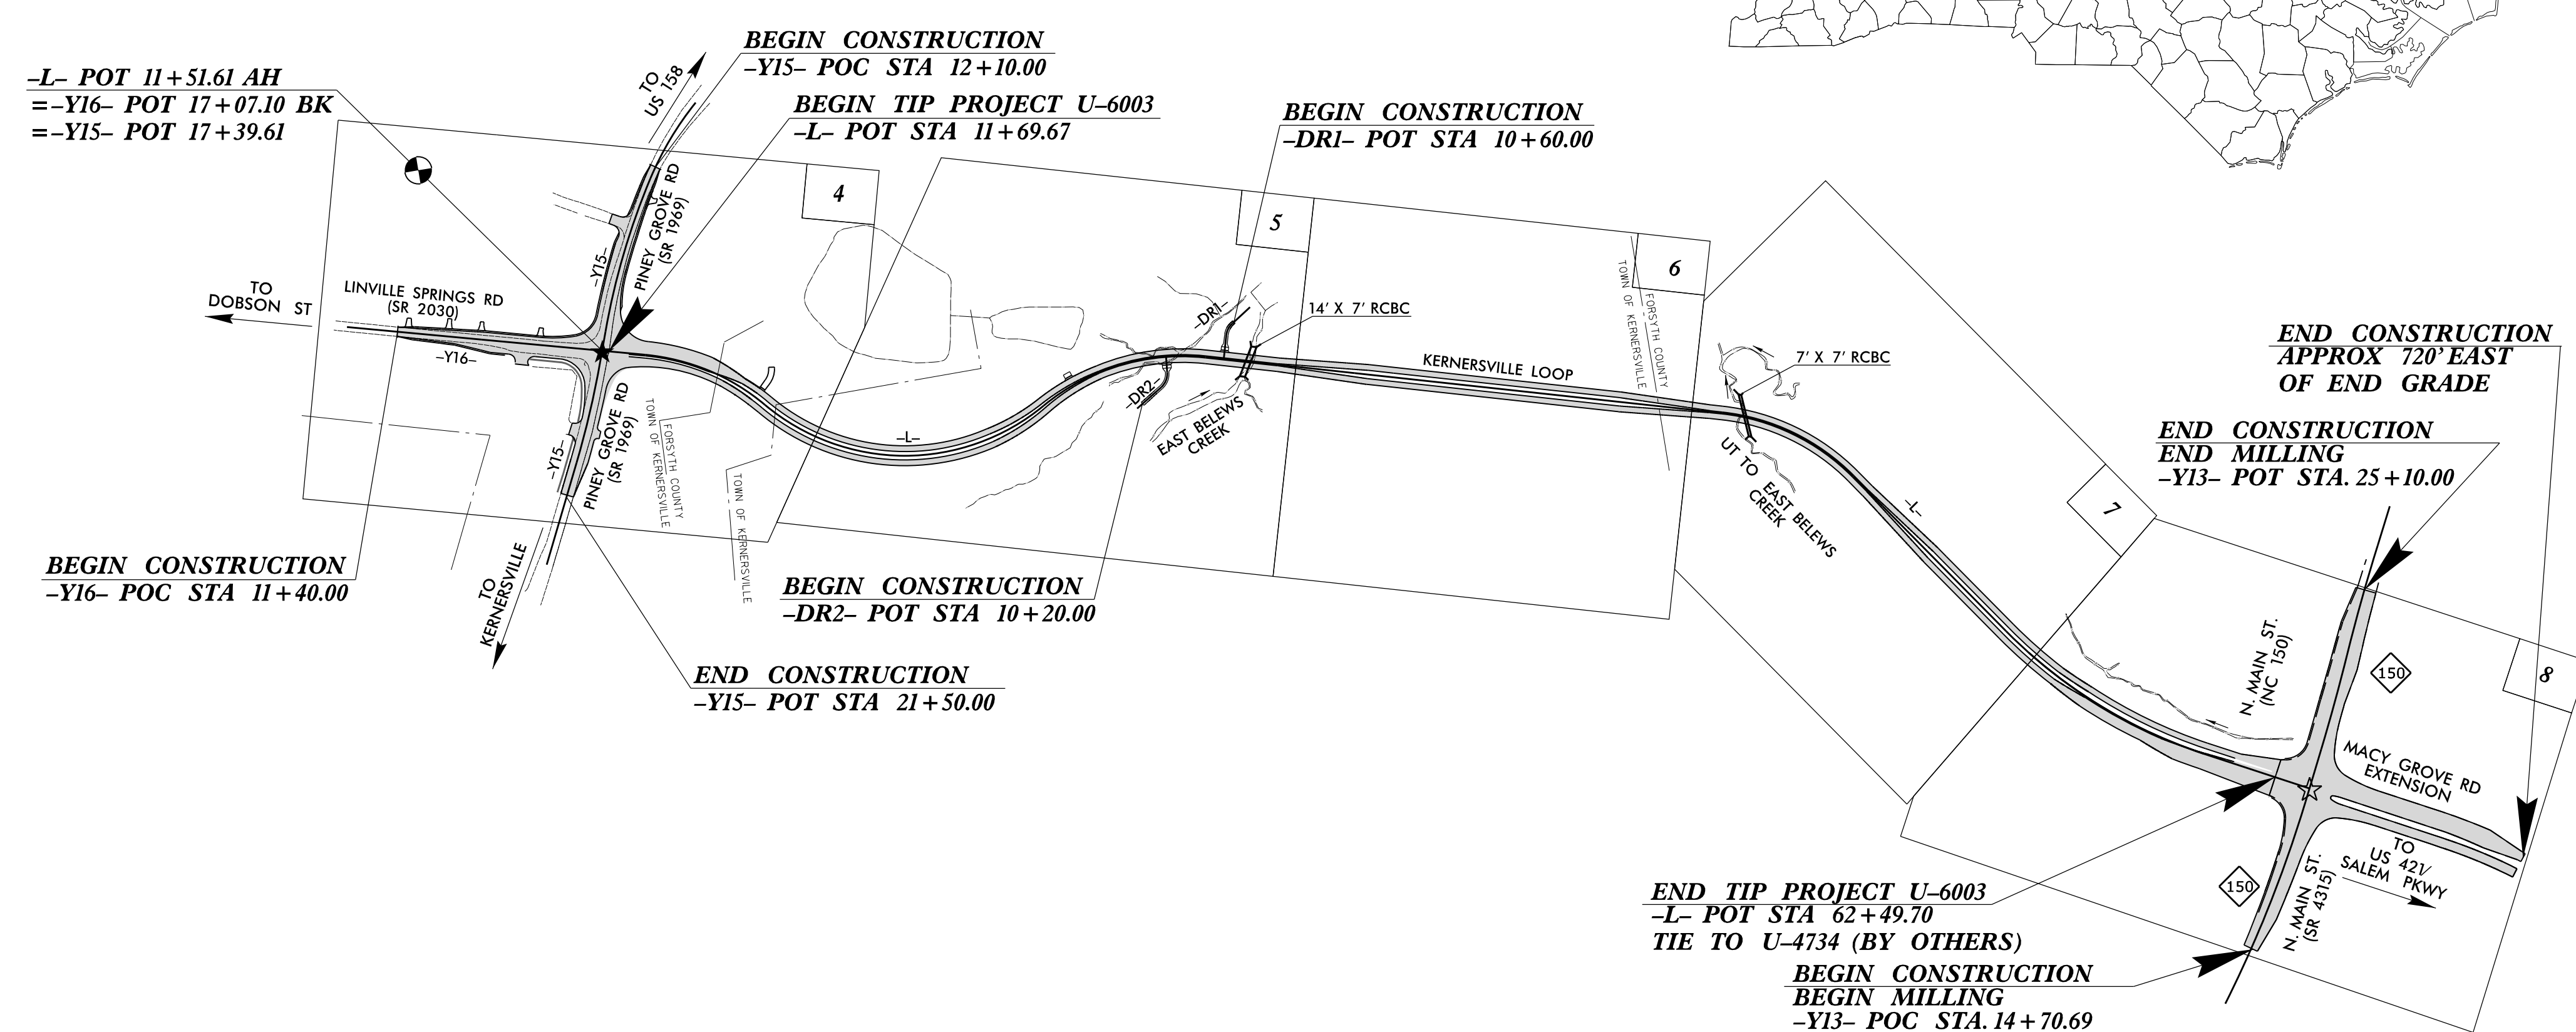 BEGIN CONSTRUCTION
–Y15– POC STA 12+10.00
–L– POT 11+51.61 AH
=–Y16– POT 17+07.10 BK
=–Y15– POT 17+39.61
TO
US 158
BEGIN TIP PROJECT U–6003
–L– POT STA 11+69.67
BEGIN CONSTRUCTION
–DR1– POT STA 10+60.00
4
5
6
PINEY GROVE RD
(SR 1969)
–Y15–
TO
DOBSON ST
LINVILLE SPRINGS RD
(SR 2030)
–Y16–
–DR1–
14' X 7' RCBC
TOWN OF KERNERSVILLE
FORSYTH COUNTY
KERNERSVILLE LOOP
7' X 7' RCBC
END CONSTRUCTION
APPROX 720' EAST
OF END GRADE
–DR2–
EAST BELEWS
CREEK
–L–
PINEY GROVE RD
(SR 1969)
–Y15–
FORSYTH COUNTY
TOWN OF KERNERSVILLE
TOWN OF KERNERSVILLE
UT TO EAST BELEWS
CREEK
–L–
7
END CONSTRUCTION
END MILLING
–Y13– POT STA. 25+10.00
BEGIN CONSTRUCTION
–Y16– POC STA 11+40.00
TO
KERNERSVILLE
BEGIN CONSTRUCTION
–DR2– POT STA 10+20.00
END CONSTRUCTION
–Y15– POT STA 21+50.00
N. MAIN ST.
(NC 150)
150
8
MACY GROVE RD
EXTENSION
TO
US 421/
SALEM PKWY
150
N. MAIN ST.
(SR 4315)
END TIP PROJECT U–6003
–L– POT STA 62+49.70
TIE TO U–4734 (BY OTHERS)
BEGIN CONSTRUCTION
BEGIN MILLING
–Y13– POC STA. 14+70.69